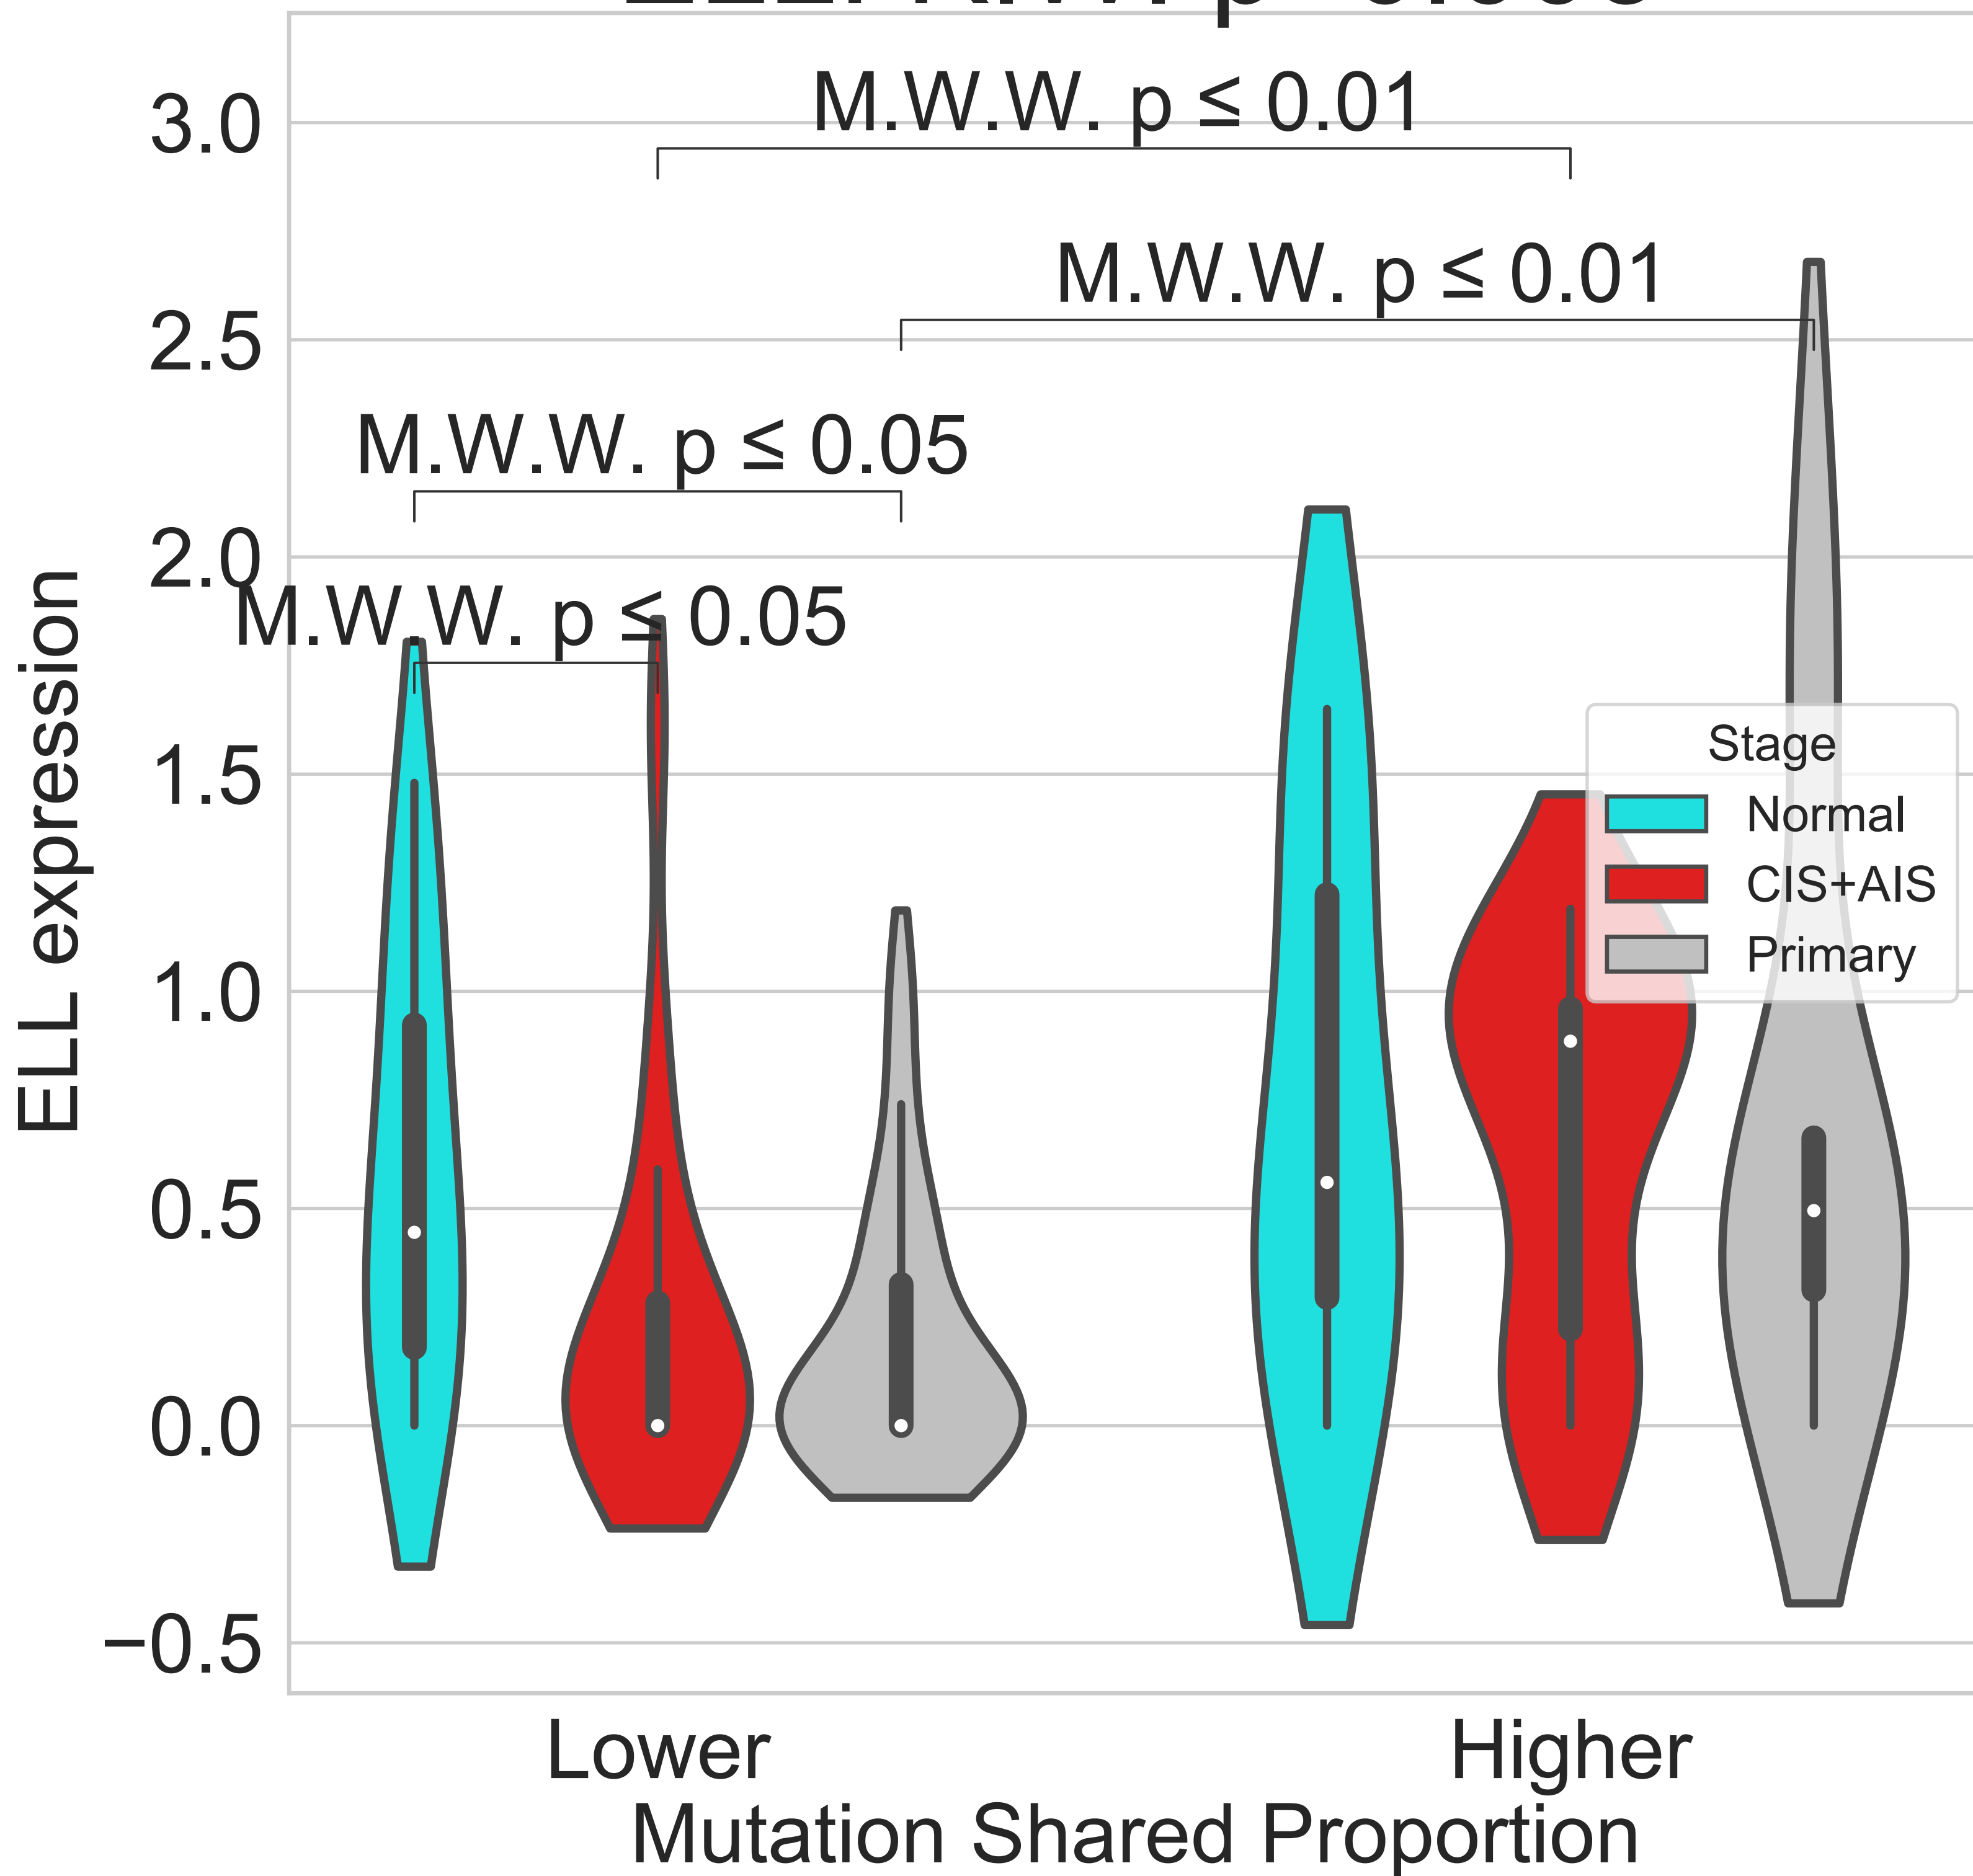 M.W.W. p ≤ 0.01
M.W.W. p ≤ 0.01
M.W.W. p ≤ 0.05
M.W.W. p ≤ 0.05
3.0
2.5
2.0
1.5
1.0
0.5
0.0
−0.5
ELL expression
Stage
Normal
CIS+AIS
Primary
Lower
Higher
Mutation Shared Proportion